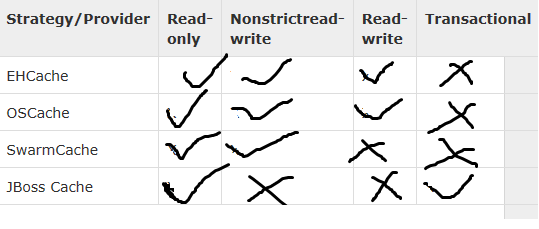 Strategy/Provider Read-only Nonstrictread-write Read-write Transactional
EHCache
OSCache
SwarmCache
JBoss Cache